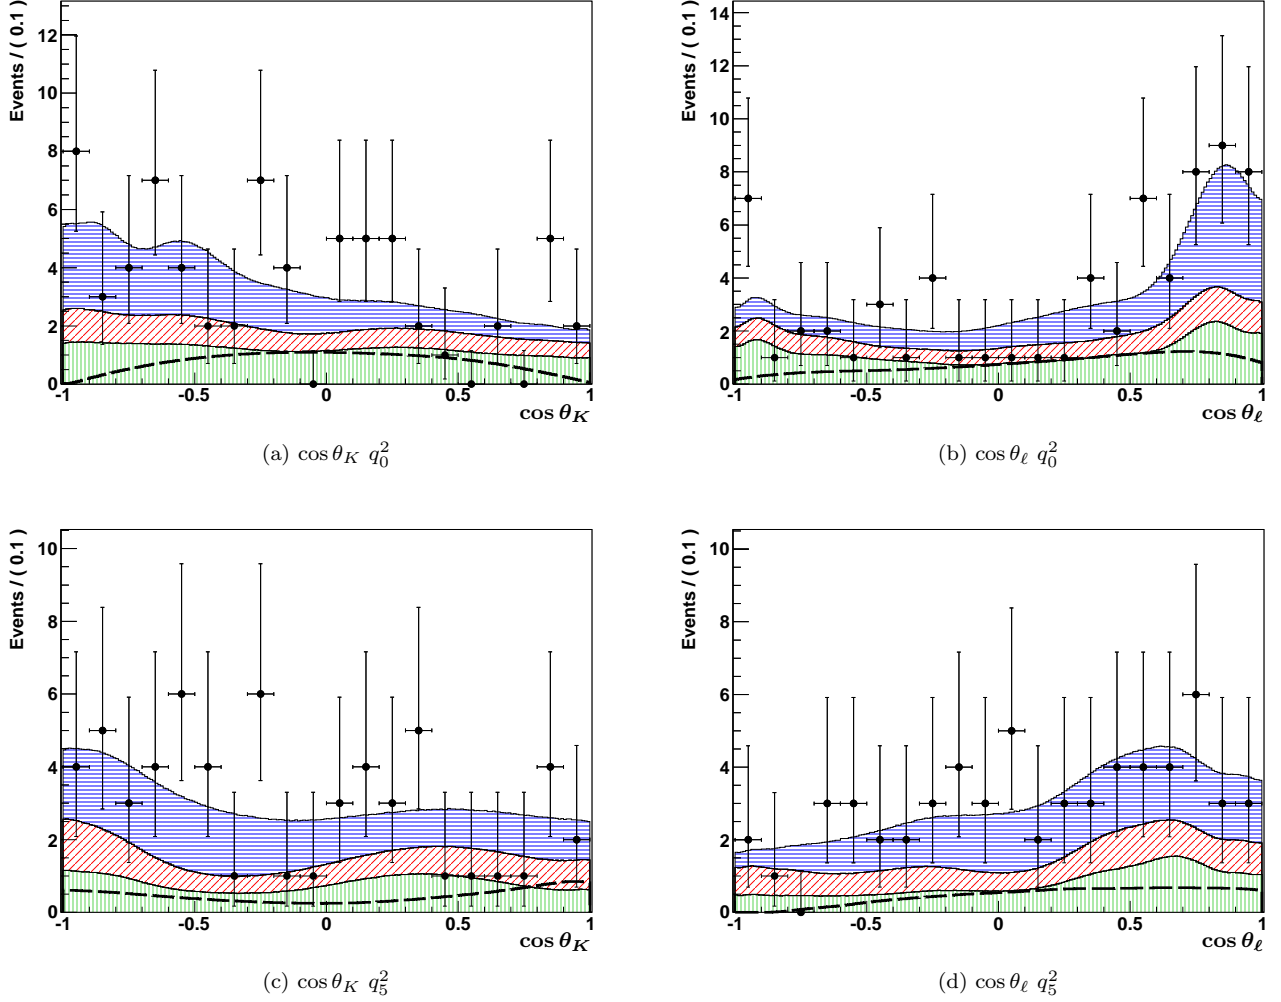 Events / ( 0.1 )
12
10
8
6
4
2
0
-1 -0.5 0 0.5 1
cos θ_K
(a) cos θ_K q_0^2
Events / ( 0.1 )
14
12
10
8
6
4
2
0
-1 -0.5 0 0.5 1
cos θ_ℓ
(b) cos θ_ℓ q_0^2
Events / ( 0.1 )
10
8
6
4
2
0
-1 -0.5 0 0.5 1
cos θ_K
(c) cos θ_K q_5^2
Events / ( 0.1 )
10
8
6
4
2
0
-1 -0.5 0 0.5 1
cos θ_ℓ
(d) cos θ_ℓ q_5^2